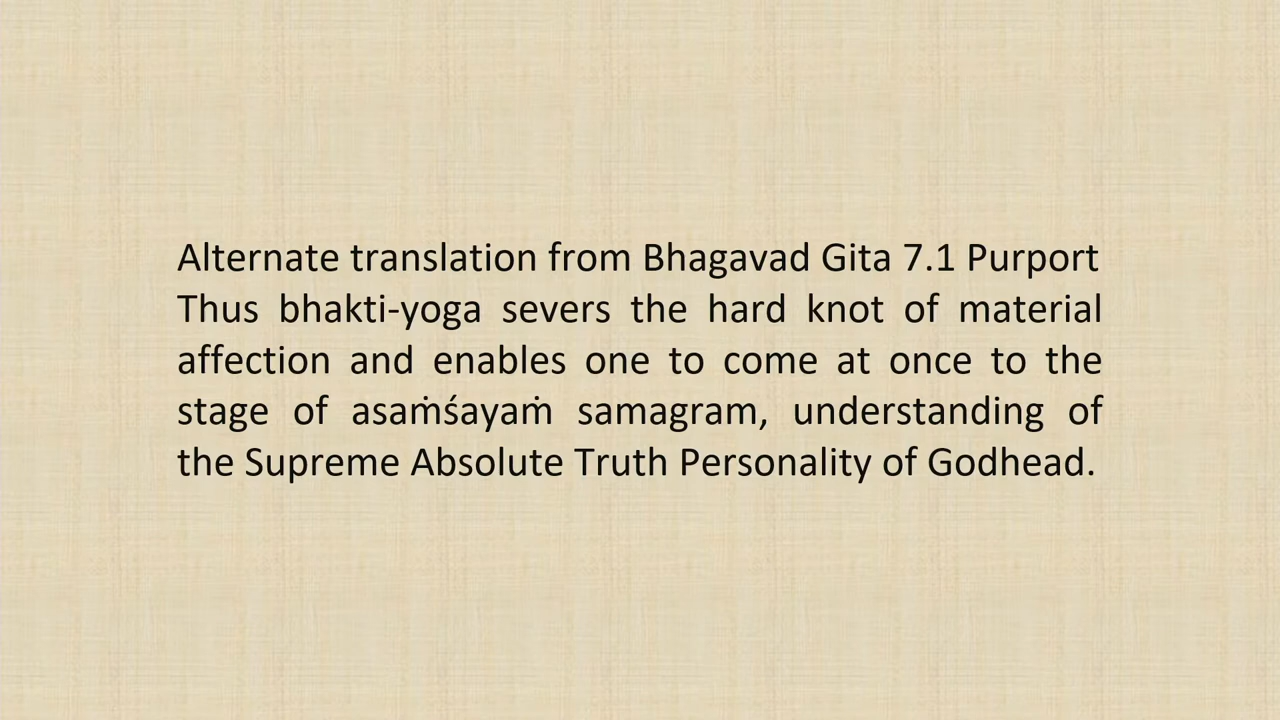 Alternate translation from Bhagavad Gita 7.1 Purport
Thus bhakti-yoga severs the hard knot of material
affection and enables one to come at once to the
stage of asaṁśayaṁ samagram, understanding of
the Supreme Absolute Truth Personality of Godhead.